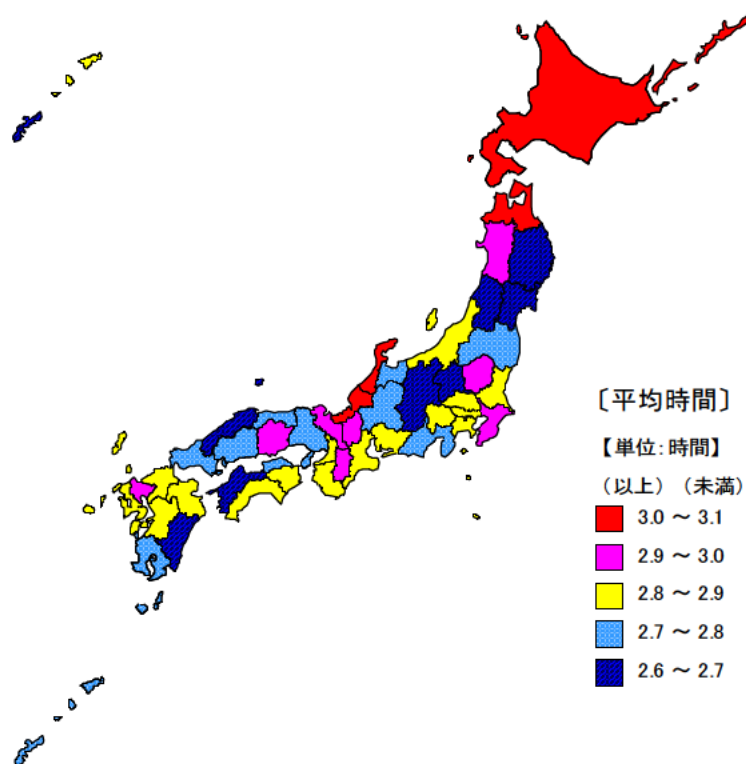 〔平均時間〕
【単位:時間】
(以上)(未満)
3.0 ～ 3.1
2.9 ～ 3.0
2.8 ～ 2.9
2.7 ～ 2.8
2.6 ～ 2.7